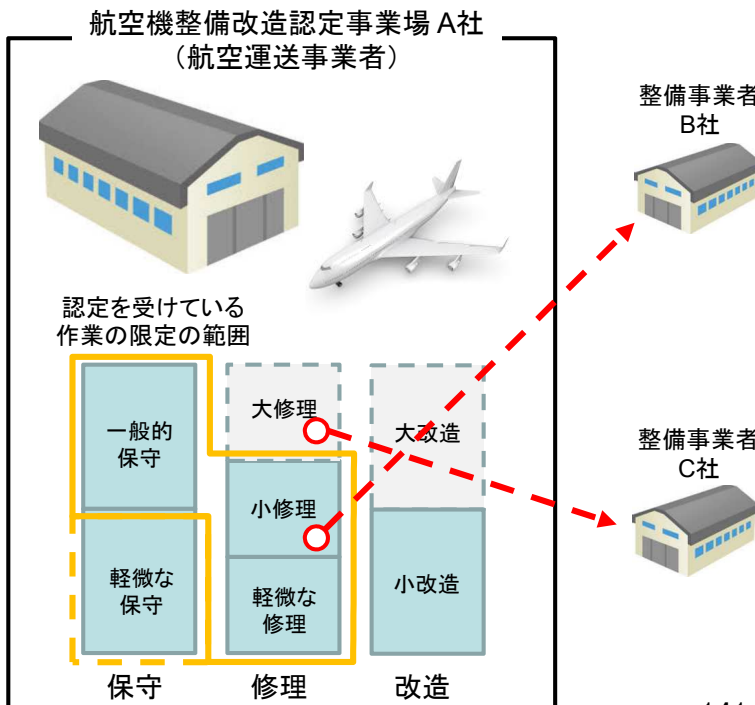 航空機整備改造認定事業場 A社
（航空運送事業者）
整備事業者
B社
認定を受けている
作業の限定の範囲
一般的
保守
軽微な
保守
大修理
小修理
軽微な
修理
大改造
小改造
整備事業者
C社
保守
修理
改造